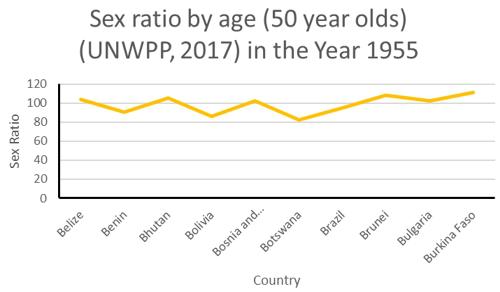 Sex ratio by age (50 year olds)
(UNWPP, 2017) in the Year 1955
120
100
80
60
40
20
0
Sex Ratio
Belize
Benin
Bhutan
Bolivia
Bosnia and...
Botswana
Brazil
Brunei
Bulgaria
Burkina Faso
Country